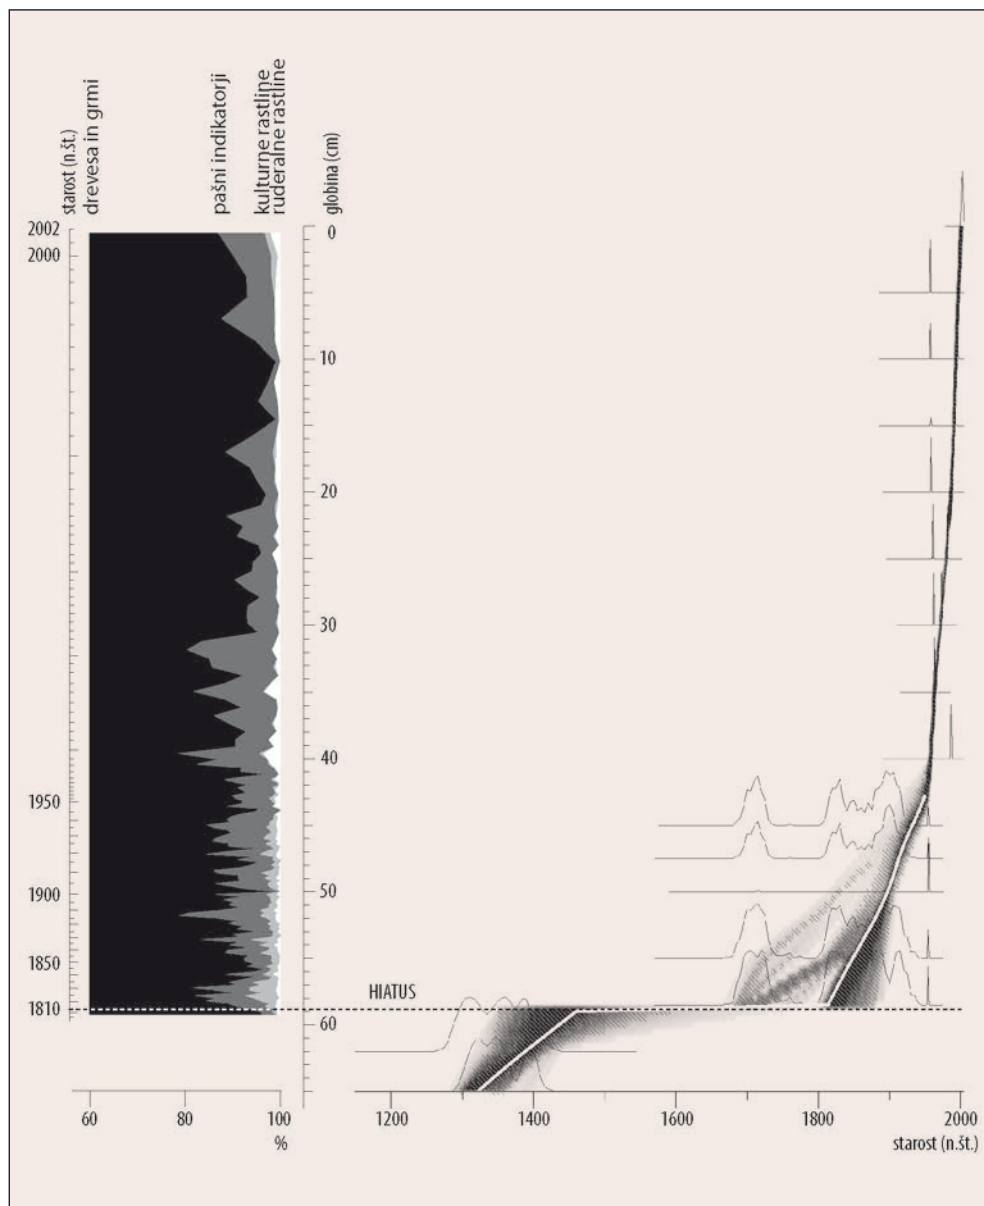 starost (n.št.)
drevesa in grmi
pašni indikatorji
kulturne rastline
ruderalne rastline
globina (cm)
2002
2000
1950
1900
1850
1810
0
10
20
30
40
50
60
HIATUS
60 80 100
%
1200 1400 1600 1800 2000
starost (n.št.)